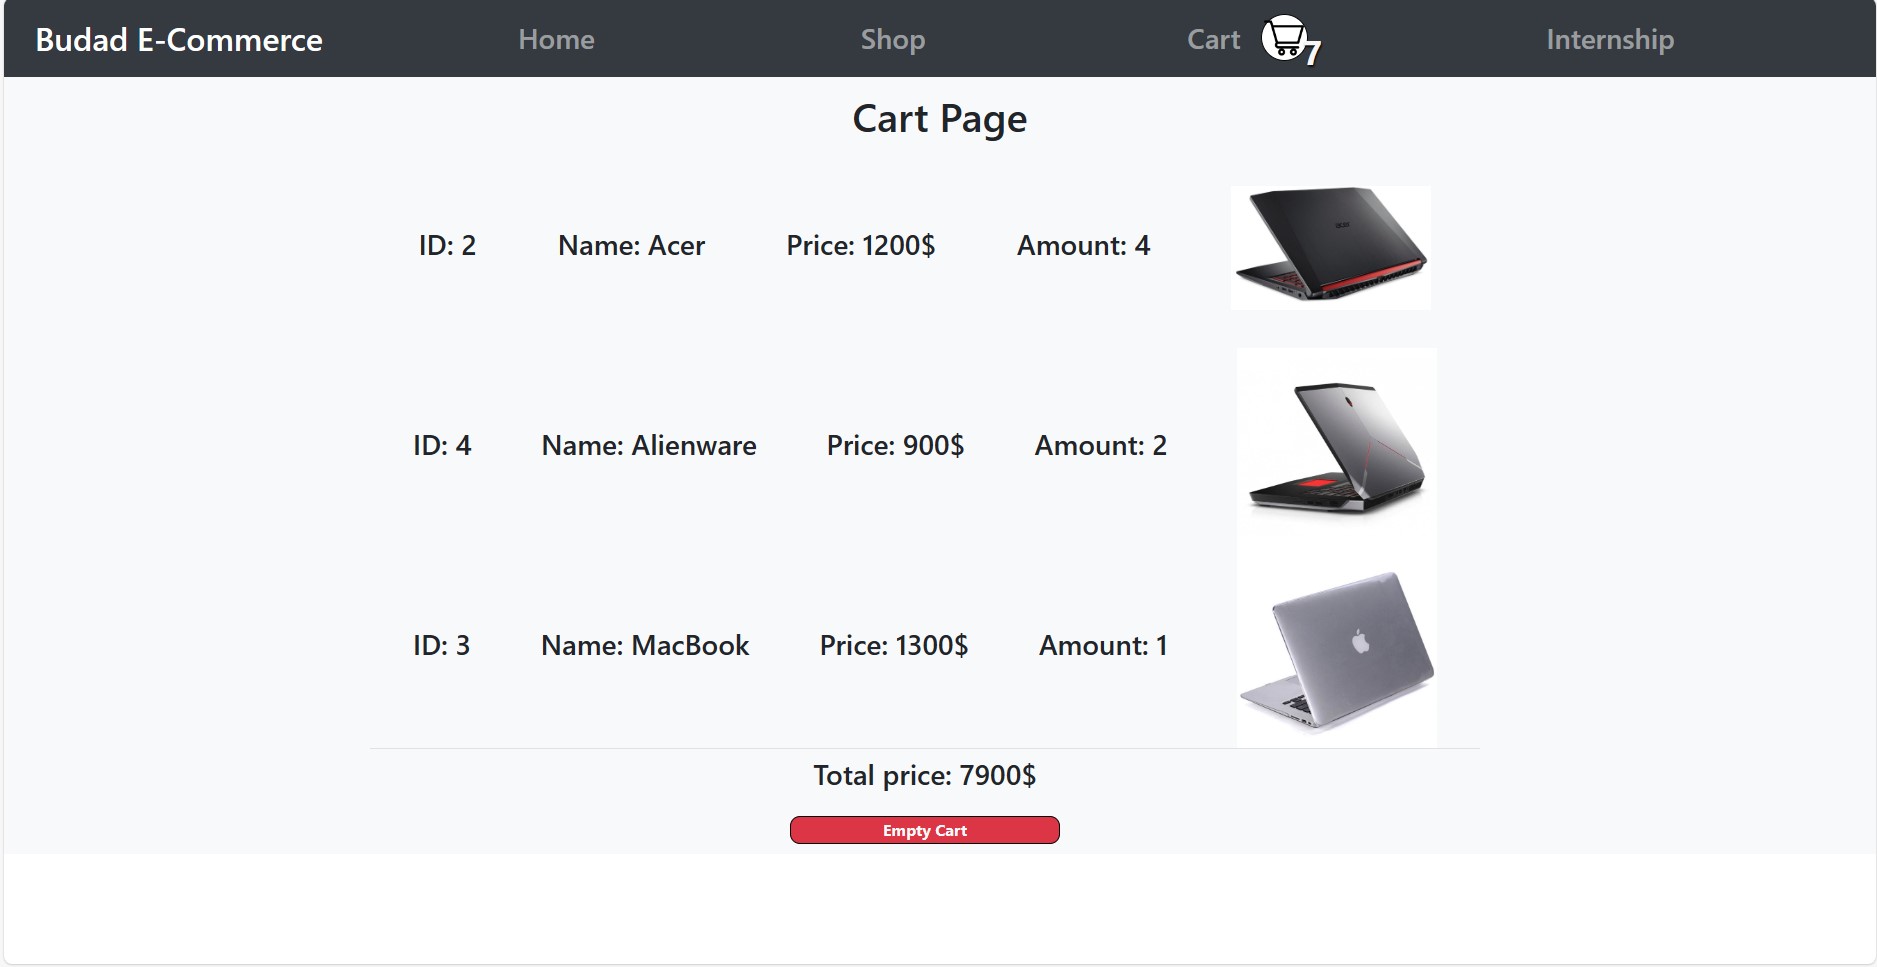 Budad E-Commerce Home Shop Cart 7 Internship
Cart Page
acer
ID: 2 Name: Acer Price: 1200$ Amount: 4
ID: 4 Name: Alienware Price: 900$ Amount: 2
ID: 3 Name: MacBook Price: 1300$ Amount: 1
Total price: 7900$
Empty Cart